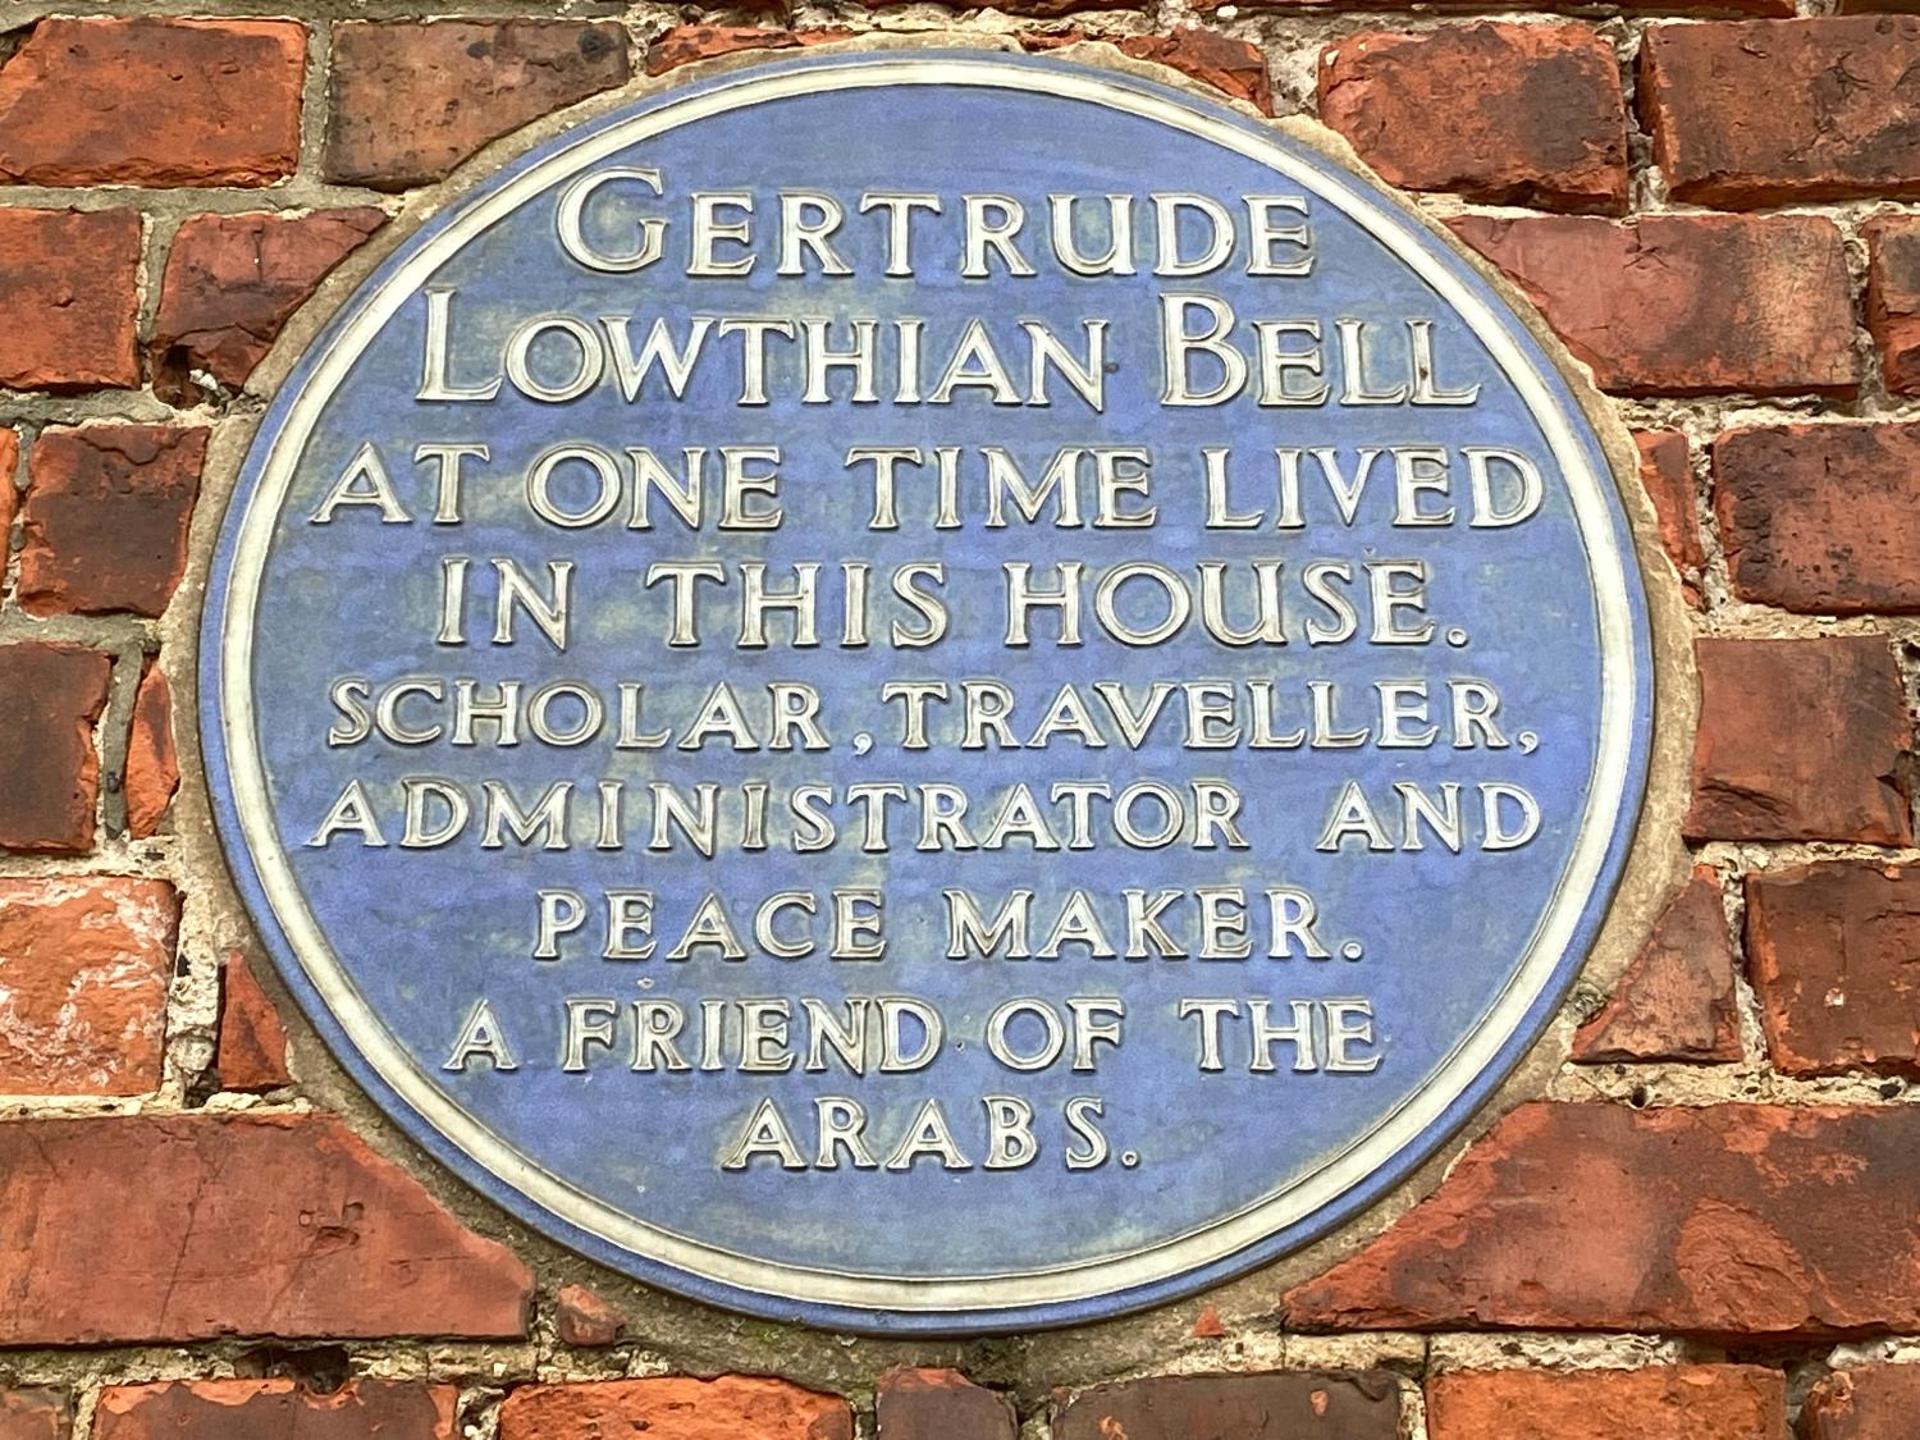 GERTRUDE
LOWTHIAN BELL
AT ONE TIME LIVED
IN THIS HOUSE.
SCHOLAR, TRAVELLER,
ADMINISTRATOR AND
PEACE MAKER.
A FRIEND OF THE
ARABS.